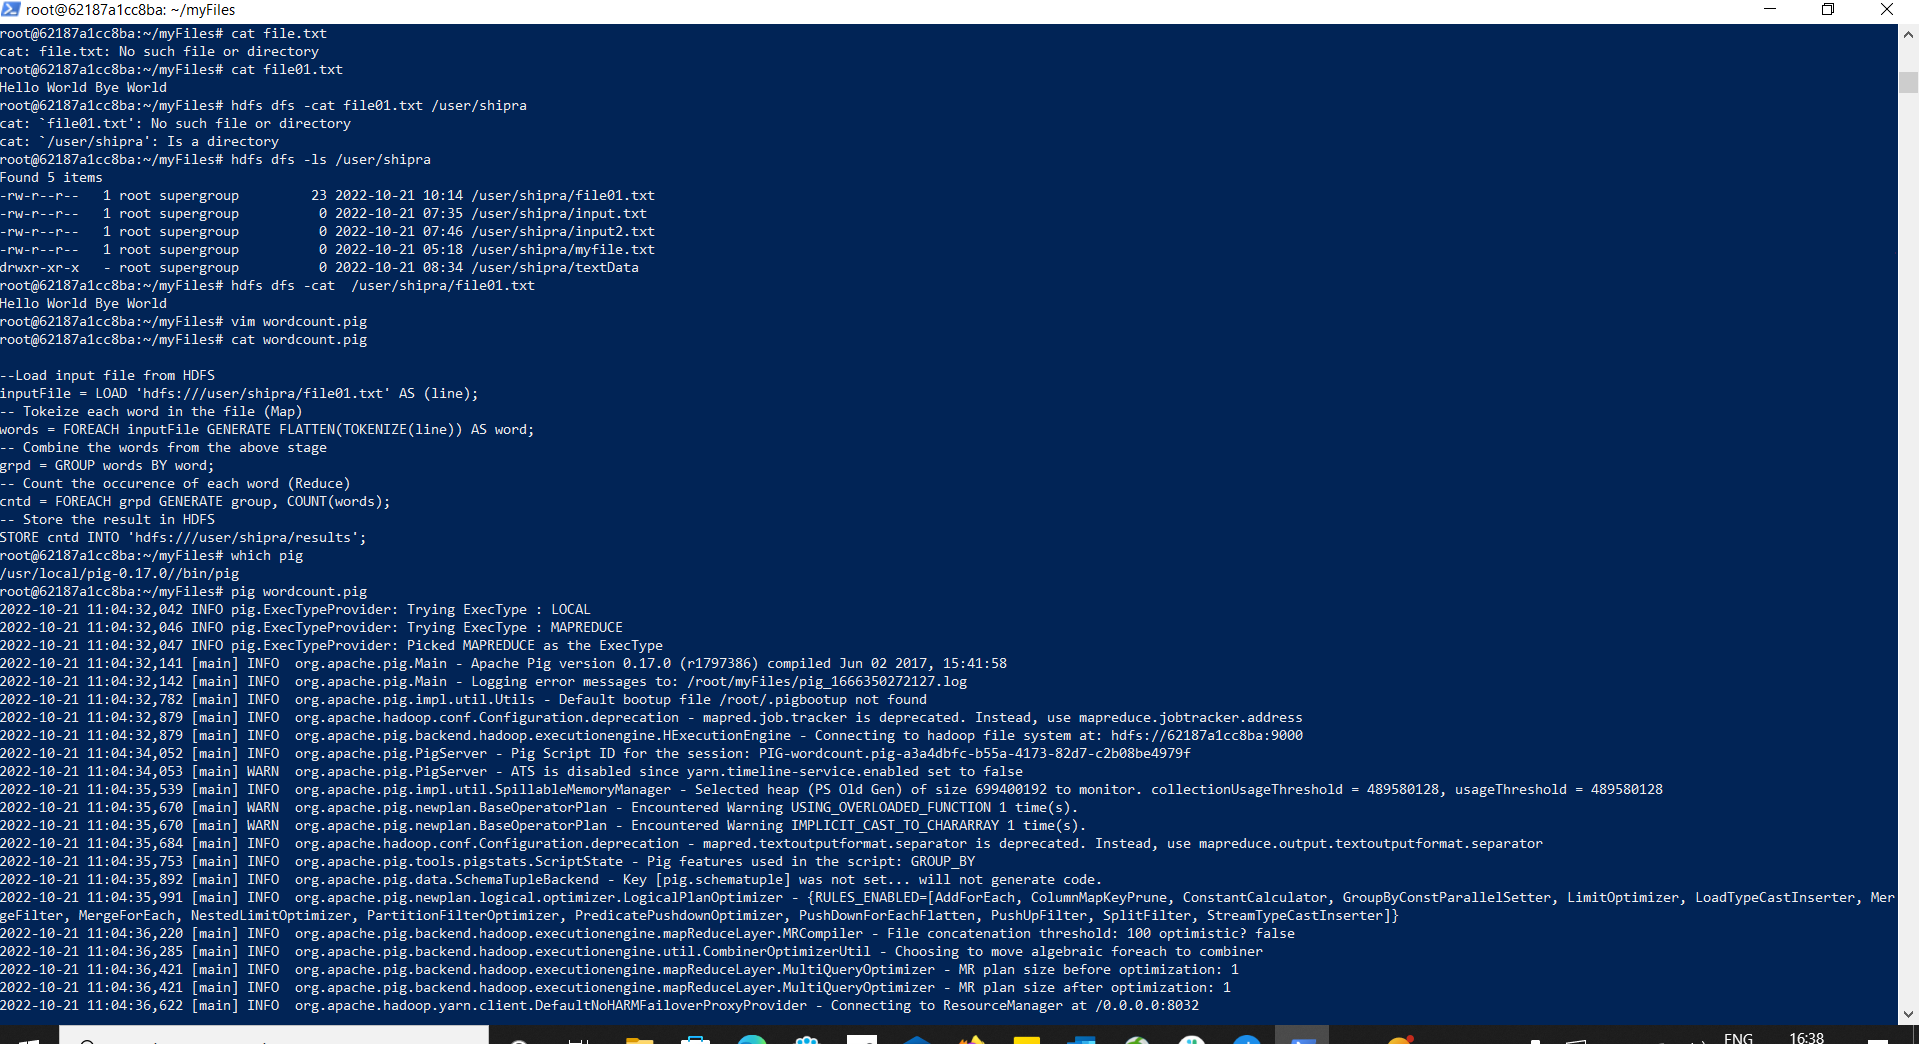 root@62187a1cc8ba: ~/myFiles
root@62187a1cc8ba:~/myFiles# cat file.txt
cat: file.txt: No such file or directory
root@62187a1cc8ba:~/myFiles# cat file01.txt
Hello World Bye World
root@62187a1cc8ba:~/myFiles# hdfs dfs -cat file01.txt /user/shipra
cat: `file01.txt': No such file or directory
cat: `/user/shipra': Is a directory
root@62187a1cc8ba:~/myFiles# hdfs dfs -ls /user/shipra
Found 5 items
-rw-r--r--   1 root supergroup         23 2022-10-21 10:14 /user/shipra/file01.txt
-rw-r--r--   1 root supergroup          0 2022-10-21 07:35 /user/shipra/input.txt
-rw-r--r--   1 root supergroup          0 2022-10-21 07:46 /user/shipra/input2.txt
-rw-r--r--   1 root supergroup          0 2022-10-21 05:18 /user/shipra/myfile.txt
drwxr-xr-x   - root supergroup          0 2022-10-21 08:34 /user/shipra/textData
root@62187a1cc8ba:~/myFiles# hdfs dfs -cat  /user/shipra/file01.txt
Hello World Bye World
root@62187a1cc8ba:~/myFiles# vim wordcount.pig
root@62187a1cc8ba:~/myFiles# cat wordcount.pig
--Load input file from HDFS
inputFile = LOAD 'hdfs:///user/shipra/file01.txt' AS (line);
-- Tokeize each word in the file (Map)
words = FOREACH inputFile GENERATE FLATTEN(TOKENIZE(line)) AS word;
-- Combine the words from the above stage
grpd = GROUP words BY word;
-- Count the occurence of each word (Reduce)
cntd = FOREACH grpd GENERATE group, COUNT(words);
-- Store the result in HDFS
STORE cntd INTO 'hdfs:///user/shipra/results';
root@62187a1cc8ba:~/myFiles# which pig
/usr/local/pig-0.17.0//bin/pig
root@62187a1cc8ba:~/myFiles# pig wordcount.pig
2022-10-21 11:04:32,042 INFO pig.ExecTypeProvider: Trying ExecType : LOCAL
2022-10-21 11:04:32,046 INFO pig.ExecTypeProvider: Trying ExecType : MAPREDUCE
2022-10-21 11:04:32,047 INFO pig.ExecTypeProvider: Picked MAPREDUCE as the ExecType
2022-10-21 11:04:32,141 [main] INFO  org.apache.pig.Main - Apache Pig version 0.17.0 (r1797386) compiled Jun 02 2017, 15:41:58
2022-10-21 11:04:32,142 [main] INFO  org.apache.pig.Main - Logging error messages to: /root/myFiles/pig_1666350272127.log
2022-10-21 11:04:32,782 [main] INFO  org.apache.pig.impl.util.Utils - Default bootup file /root/.pigbootup not found
2022-10-21 11:04:32,879 [main] INFO  org.apache.hadoop.conf.Configuration.deprecation - mapred.job.tracker is deprecated. Instead, use mapreduce.jobtracker.address
2022-10-21 11:04:32,879 [main] INFO  org.apache.pig.backend.hadoop.executionengine.HExecutionEngine - Connecting to hadoop file system at: hdfs://62187a1cc8ba:9000
2022-10-21 11:04:34,052 [main] INFO  org.apache.pig.PigServer - Pig Script ID for the session: PIG-wordcount.pig-a3a4dbfc-b55a-4173-82d7-c2b08be4979f
2022-10-21 11:04:34,053 [main] WARN  org.apache.pig.PigServer - ATS is disabled since yarn.timeline-service.enabled set to false
2022-10-21 11:04:35,539 [main] INFO  org.apache.pig.impl.util.SpillableMemoryManager - Selected heap (PS Old Gen) of size 699400192 to monitor. collectionUsageThreshold = 489580128, usageThreshold = 489580128
2022-10-21 11:04:35,670 [main] WARN  org.apache.pig.newplan.BaseOperatorPlan - Encountered Warning USING_OVERLOADED_FUNCTION 1 time(s).
2022-10-21 11:04:35,670 [main] WARN  org.apache.pig.newplan.BaseOperatorPlan - Encountered Warning IMPLICIT_CAST_TO_CHARARRAY 1 time(s).
2022-10-21 11:04:35,684 [main] INFO  org.apache.hadoop.conf.Configuration.deprecation - mapred.textoutputformat.separator is deprecated. Instead, use mapreduce.output.textoutputformat.separator
2022-10-21 11:04:35,753 [main] INFO  org.apache.pig.tools.pigstats.ScriptState - Pig features used in the script: GROUP_BY
2022-10-21 11:04:35,892 [main] INFO  org.apache.pig.data.SchemaTupleBackend - Key [pig.schematuple] was not set... will not generate code.
2022-10-21 11:04:35,991 [main] INFO  org.apache.pig.newplan.logical.optimizer.LogicalPlanOptimizer - {RULES_ENABLED=[AddForEach, ColumnMapKeyPrune, ConstantCalculator, GroupByConstParallelSetter, LimitOptimizer, LoadTypeCastInserter, Mer
geFilter, MergeForEach, NestedLimitOptimizer, PartitionFilterOptimizer, PredicatePushdownOptimizer, PushDownForEachFlatten, PushUpFilter, SplitFilter, StreamTypeCastInserter]}
2022-10-21 11:04:36,220 [main] INFO  org.apache.pig.backend.hadoop.executionengine.mapReduceLayer.MRCompiler - File concatenation threshold: 100 optimistic? false
2022-10-21 11:04:36,285 [main] INFO  org.apache.pig.backend.hadoop.executionengine.util.CombinerOptimizerUtil - Choosing to move algebraic foreach to combiner
2022-10-21 11:04:36,421 [main] INFO  org.apache.pig.backend.hadoop.executionengine.mapReduceLayer.MultiQueryOptimizer - MR plan size before optimization: 1
2022-10-21 11:04:36,421 [main] INFO  org.apache.pig.backend.hadoop.executionengine.mapReduceLayer.MultiQueryOptimizer - MR plan size after optimization: 1
2022-10-21 11:04:36,622 [main] INFO  org.apache.hadoop.yarn.client.DefaultNoHARMFailoverProxyProvider - Connecting to ResourceManager at /0.0.0.0:8032
ENG
16:38